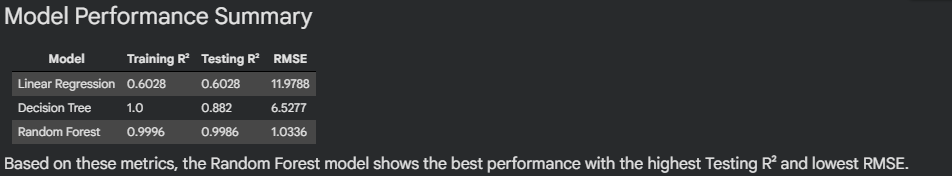 Model Performance Summary
Model Training R² Testing R² RMSE
Linear Regression 0.6028 0.6028 11.9788
Decision Tree 1.0 0.882 6.5277
Random Forest 0.9996 0.9986 1.0336
Based on these metrics, the Random Forest model shows the best performance with the highest Testing R² and lowest RMSE.